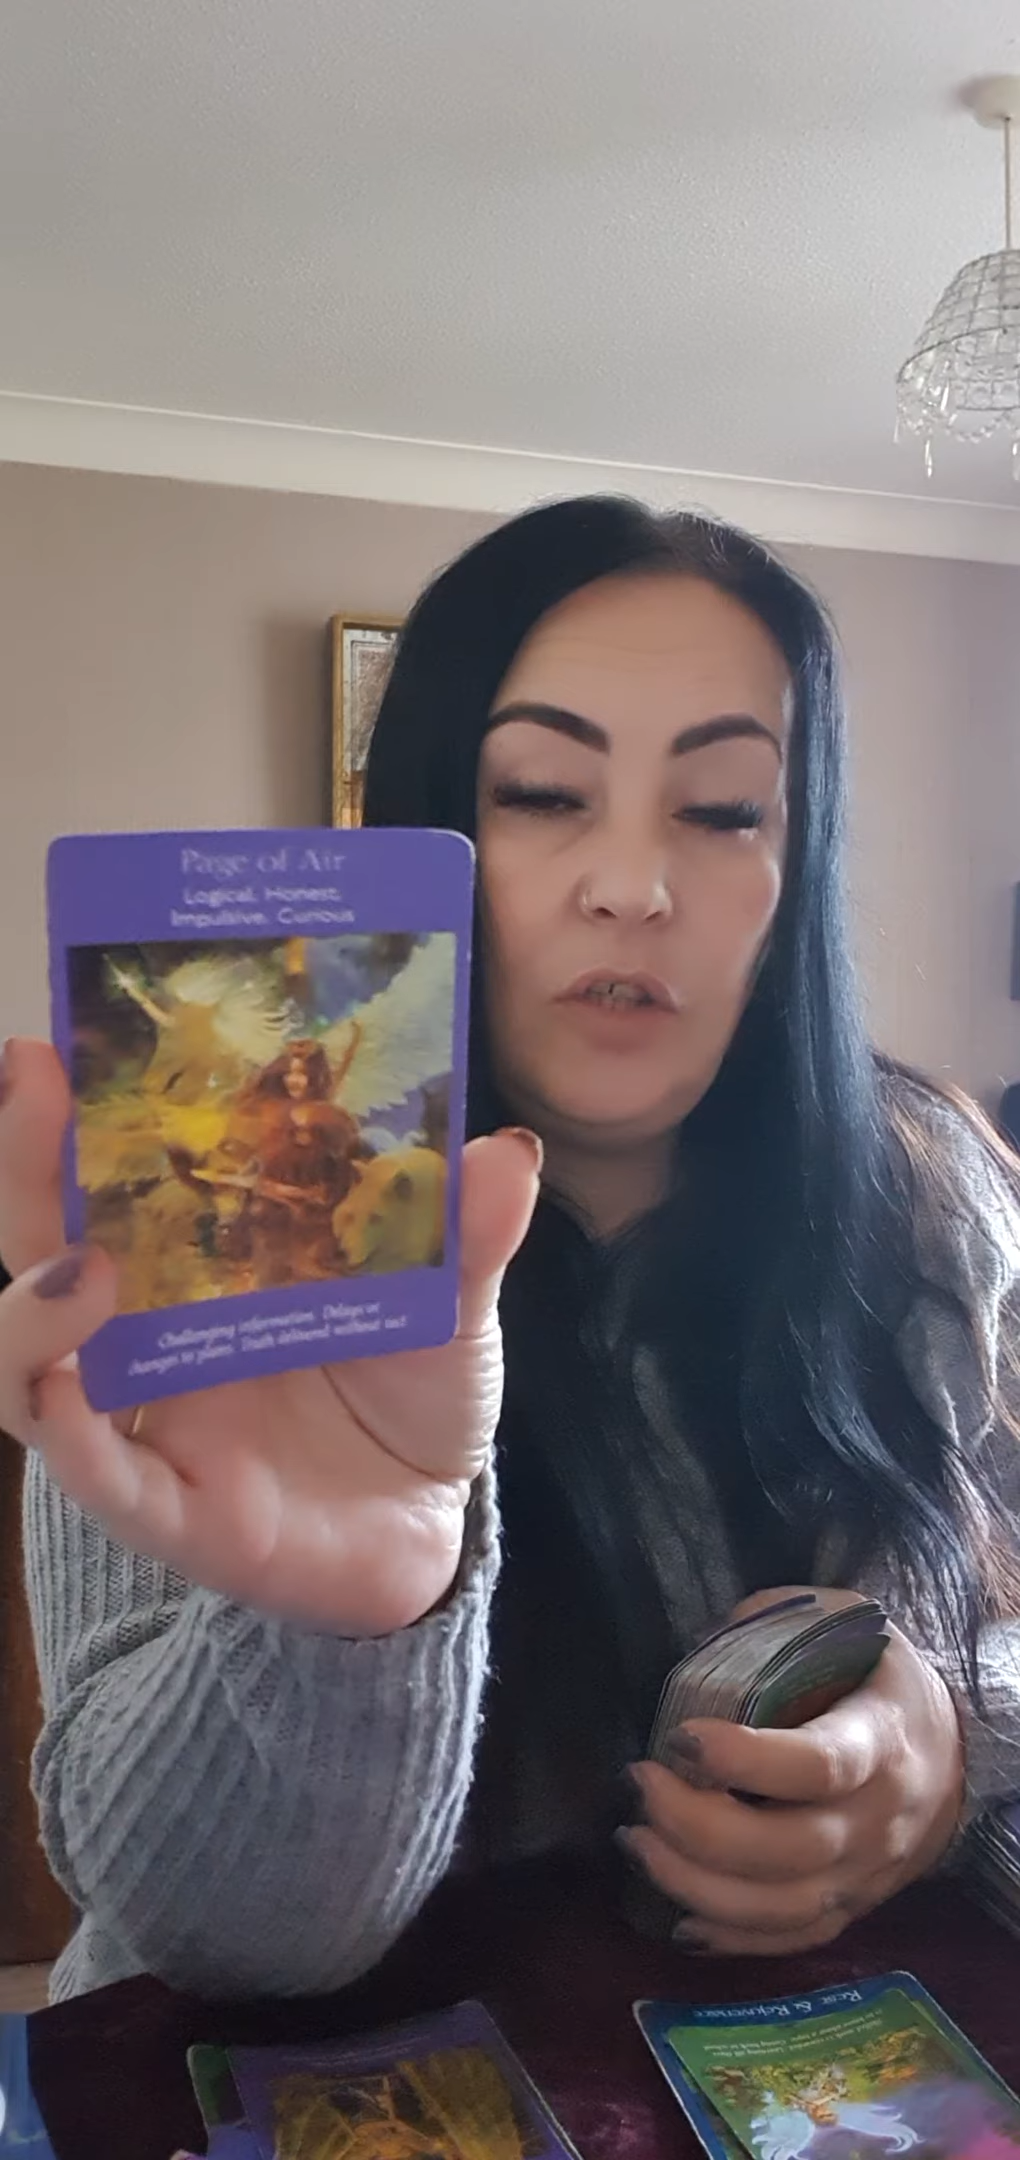 Page of Air
Logical. Honest.
Impulsive. Curious
Challenging information. Delays or
changes to plans. Truth delivered without tact.
Rest & Rejuvenate